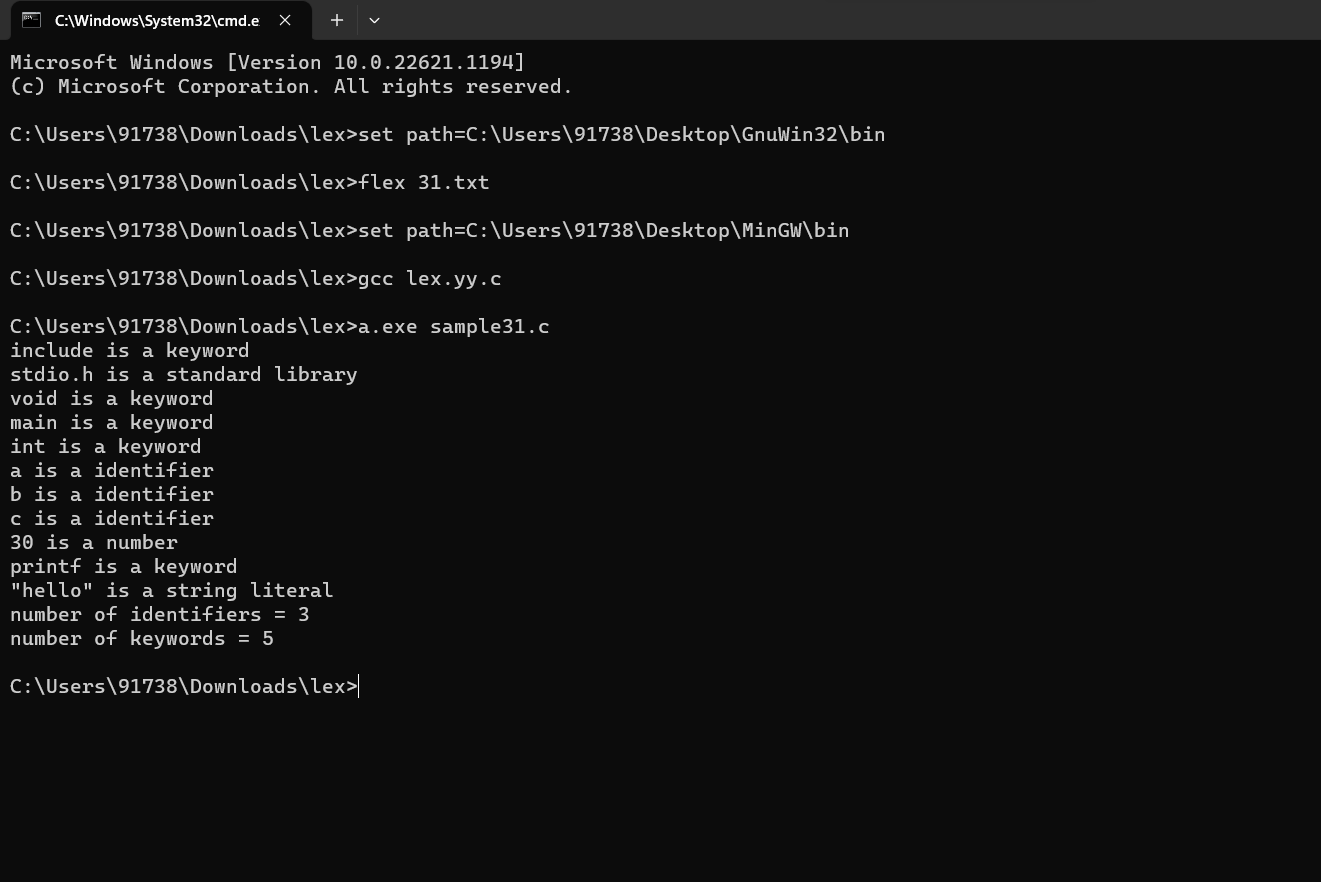 C:\Windows\System32\cmd.e
Microsoft Windows [Version 10.0.22621.1194]
(c) Microsoft Corporation. All rights reserved.
C:\Users\91738\Downloads\lex>set path=C:\Users\91738\Desktop\GnuWin32\bin
C:\Users\91738\Downloads\lex>flex 31.txt
C:\Users\91738\Downloads\lex>set path=C:\Users\91738\Desktop\MinGW\bin
C:\Users\91738\Downloads\lex>gcc lex.yy.c
C:\Users\91738\Downloads\lex>a.exe sample31.c
include is a keyword
stdio.h is a standard library
void is a keyword
main is a keyword
int is a keyword
a is a identifier
b is a identifier
c is a identifier
30 is a number
printf is a keyword
"hello" is a string literal
number of identifiers = 3
number of keywords = 5
C:\Users\91738\Downloads\lex>